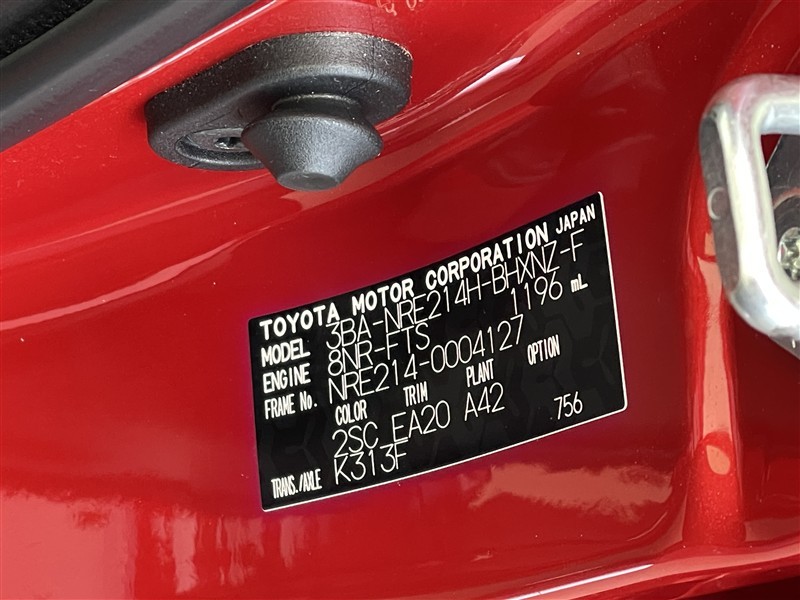 TOYOTA MOTOR CORPORATION JAPAN
MODEL 3BA-NRE214H-BHXNZ-F
ENGINE 8NR-FTS 1196 mL
FRAME No. NRE214-0004127
COLOR TRIM PLANT OPTION
2SC EA20 A42 756
TRANS./AXLE K313F